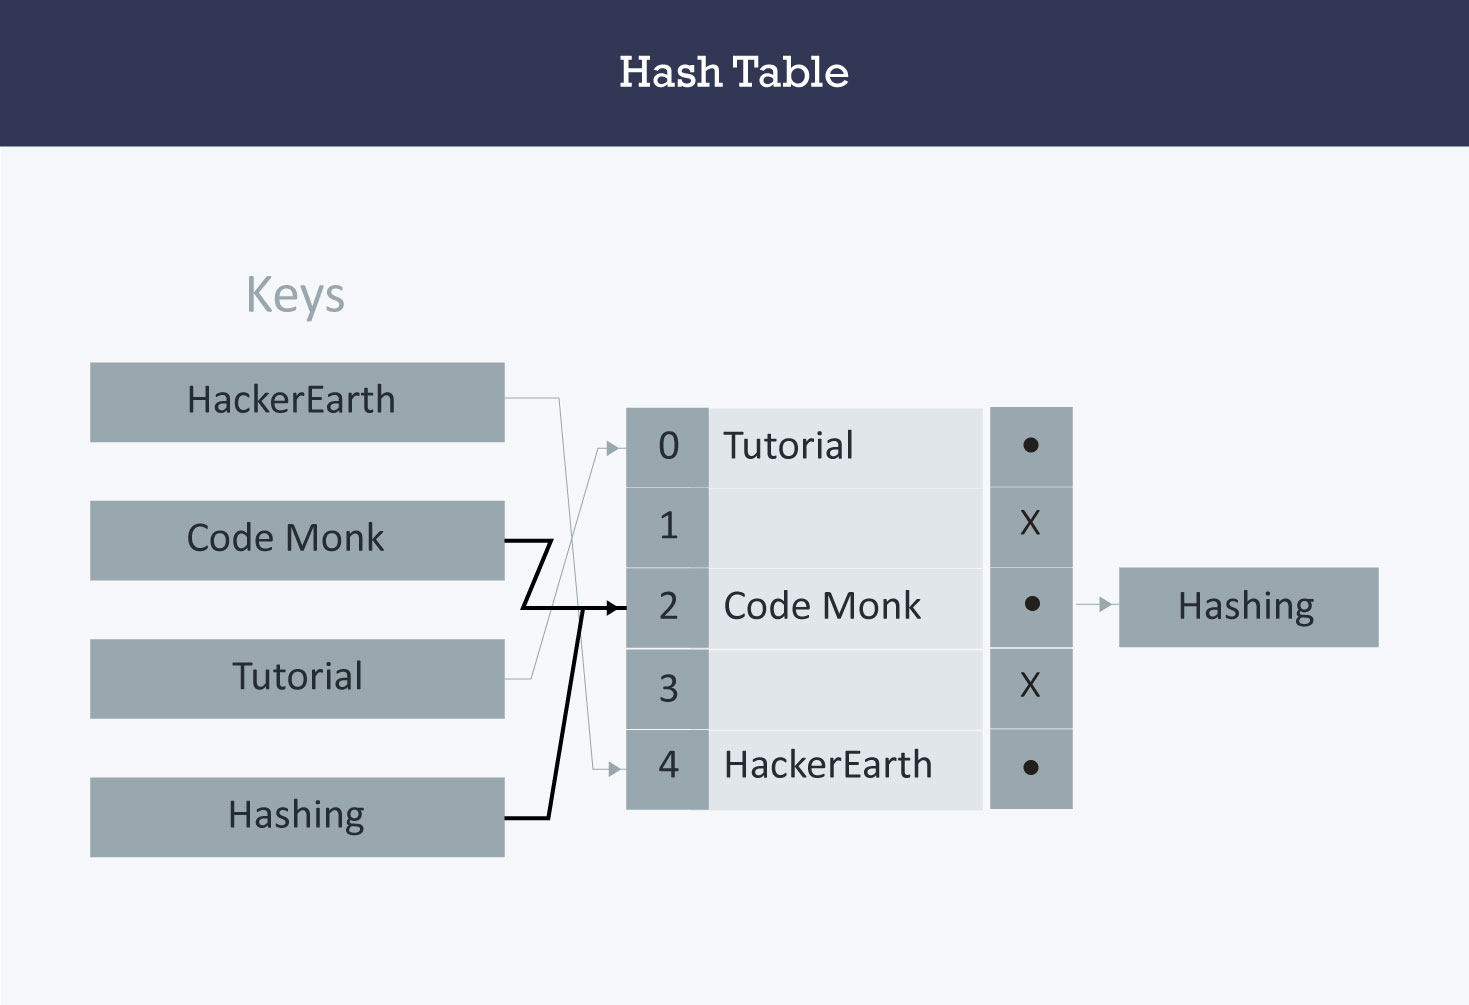 Hash Table
Keys
HackerEarth
Code Monk
Tutorial
Hashing
0 Tutorial
1 X
2 Code Monk Hashing
3 X
4 HackerEarth